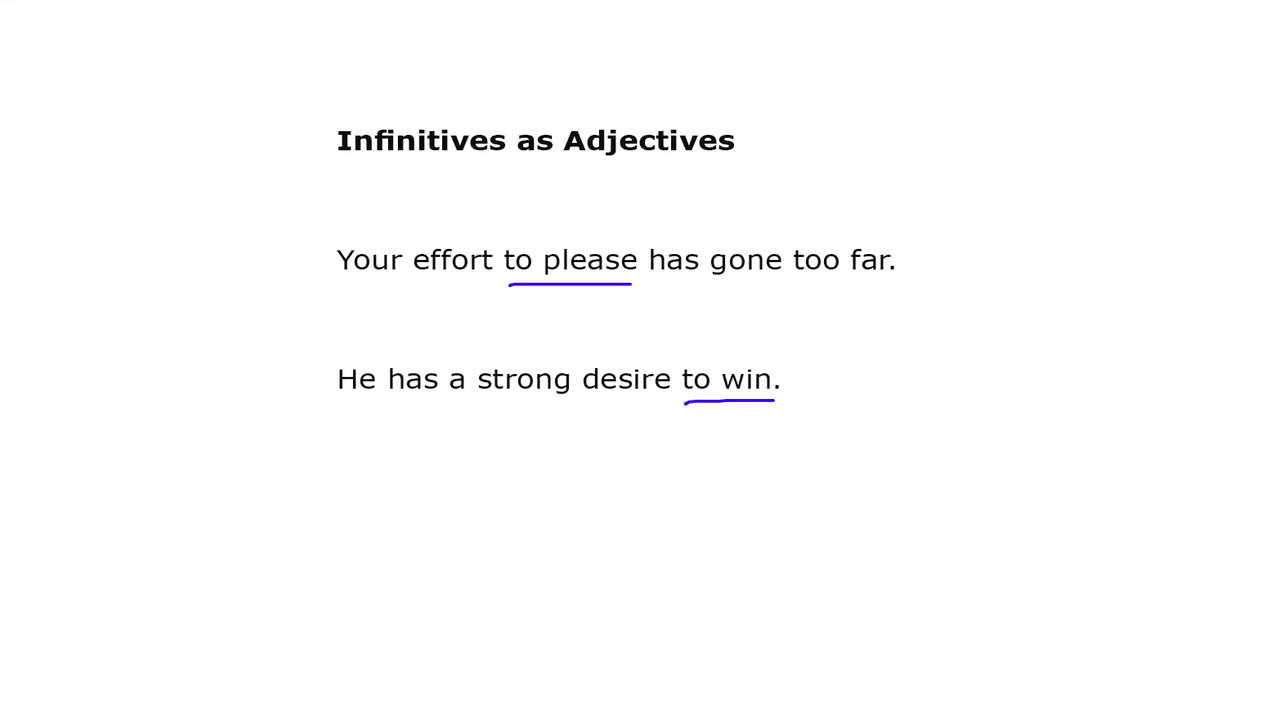 Infinitives as Adjectives
Your effort to please has gone too far.
He has a strong desire to win.